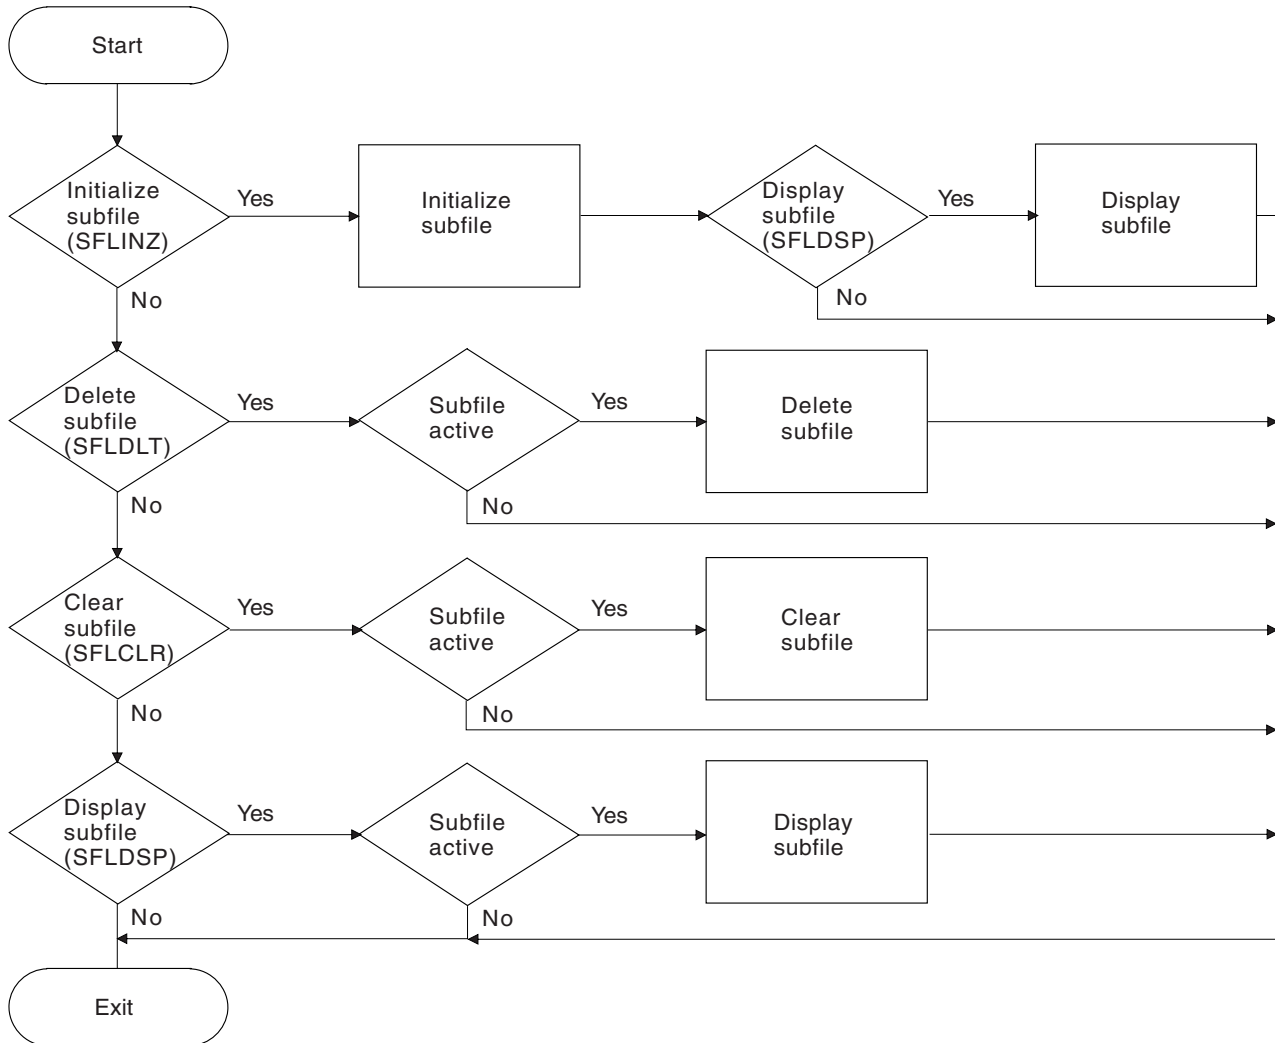 Start
Initialize
subfile
(SFLINZ)
Yes
Initialize
subfile
Display
subfile
(SFLDSP)
Yes
Display
subfile
No
No
Delete
subfile
(SFLDLT)
Yes
Subfile
active
Yes
Delete
subfile
No
No
Clear
subfile
(SFLCLR)
Yes
Subfile
active
Yes
Clear
subfile
No
No
Display
subfile
(SFLDSP)
Yes
Subfile
active
Yes
Display
subfile
No
No
Exit